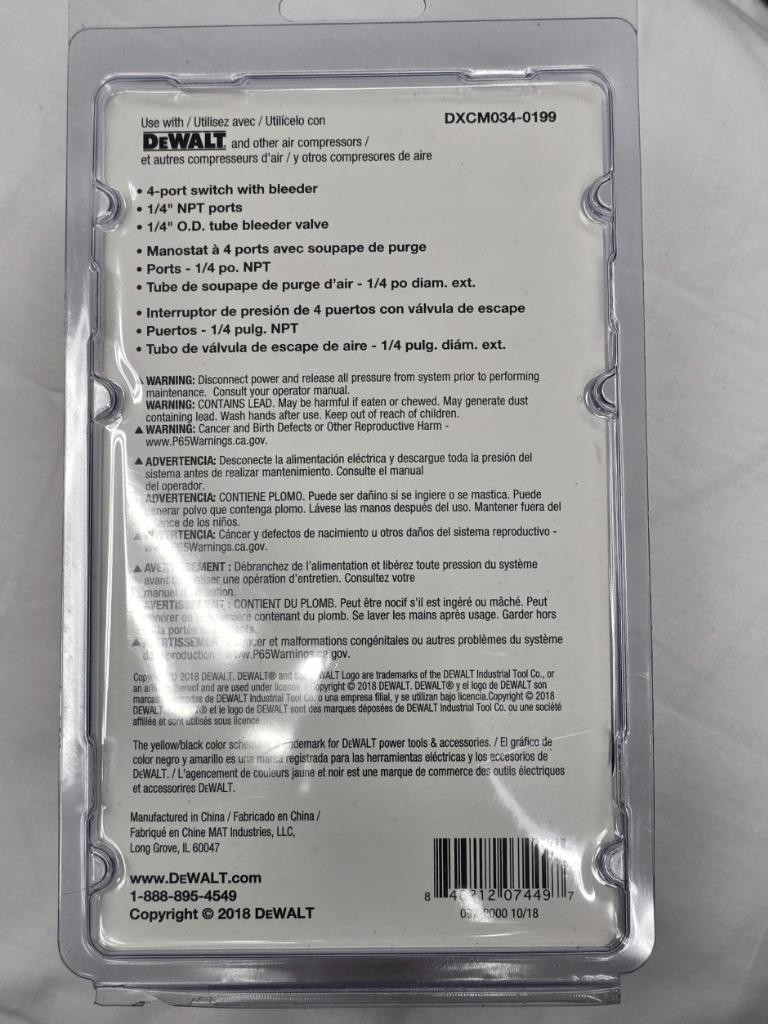 Use with / Utilisez avec / Utilícelo con
DXCM034-0199
DEWALT and other air compressors /
et autres compresseurs d'air / y otros compresores de aire
• 4-port switch with bleeder
• 1/4" NPT ports
• 1/4" O.D. tube bleeder valve
• Manostat à 4 ports avec soupape de purge
• Ports - 1/4 po. NPT
• Tube de soupape de purge d'air - 1/4 po diam. ext.
• Interruptor de presión de 4 puertos con válvula de escape
• Puertos - 1/4 pulg. NPT
• Tubo de válvula de escape de aire - 1/4 pulg. diám. ext.
WARNING: Disconnect power and release all pressure from system prior to performing
maintenance. Consult your operator manual.
WARNING: CONTAINS LEAD. May be harmful if eaten or chewed. May generate dust
containing lead. Wash hands after use. Keep out of reach of children.
▲ WARNING: Cancer and Birth Defects or Other Reproductive Harm -
www.P65Warnings.ca.gov.
▲ ADVERTENCIA: Desconecte la alimentación eléctrica y descargue toda la presión del
sistema antes de realizar mantenimiento. Consulte el manual
del operador.
ADVERTENCIA: CONTIENE PLOMO. Puede ser dañino si se ingiere o se mastica. Puede
polvo que contenga plomo. Lávese las manos después del uso. Mantener fuera del
de los niños.
Cáncer y defectos de nacimiento u otros daños del sistema reproductivo -
▲ Débranchez de l'alimentation et libérez toute pression du système
avant une opération d'entretien. Consultez votre
manuel
CONTIENT DU PLOMB. Peut être nocif s'il est ingéré ou mâché. Peut
contenant du plomb. Se laver les mains après usage. Garder hors
la portée
et malformations congénitales ou autres problèmes du système
2018 DEWALT. DEWALT® and Logo are trademarks of the DEWALT Industrial Tool Co., or
an thereof and are used under license. Copyright © 2018 DEWALT. DEWALT® y el logo de DEWALT son
de DEWALT Industrial Tool Co. o una empresa filial, y se utilizan bajo licencia.Copyright © 2018
et le logo de DEWALT sont des marques déposées de DEWALT Industrial Tool Co. ou une société
affiliée et sont utilisés sous licence.
The yellow/black color for DEWALT power tools & accessories. / El gráfico de
color negro y amarillo es una marca registrada para las herramientas eléctricas y los accesorios de
DEWALT. / L'agencement de couleurs jaune et noir est une marque de commerce des outils électriques
et accessoires DEWALT.
Manufactured in China / Fabricado en China /
Fabriqué en Chine MAT Industries, LLC,
Long Grove, IL 60047
www.DEWALT.com
1-888-895-4549
Copyright © 2018 DEWALT
8 07449 7
10/18